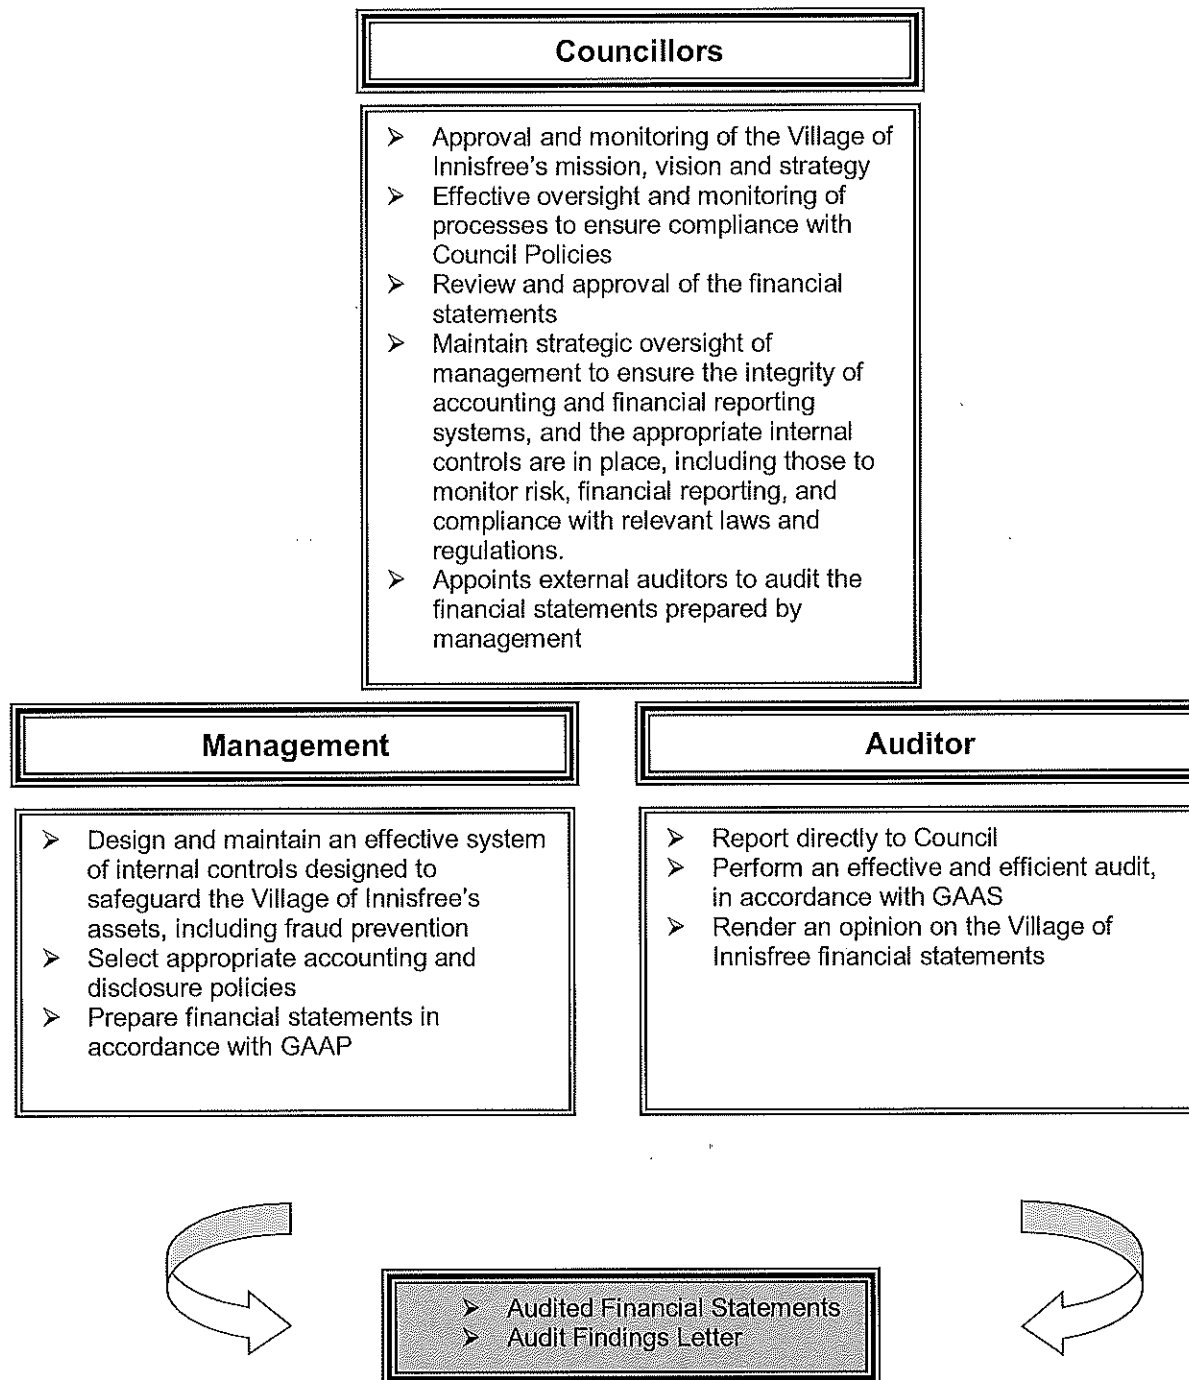 Councillors
➢ Approval and monitoring of the Village of
Innisfree's mission, vision and strategy
➢ Effective oversight and monitoring of
processes to ensure compliance with
Council Policies
➢ Review and approval of the financial
statements
➢ Maintain strategic oversight of
management to ensure the integrity of
accounting and financial reporting
systems, and the appropriate internal
controls are in place, including those to
monitor risk, financial reporting, and
compliance with relevant laws and
regulations.
➢ Appoints external auditors to audit the
financial statements prepared by
management
Management
➢ Design and maintain an effective system
of internal controls designed to
safeguard the Village of Innisfree's
assets, including fraud prevention
➢ Select appropriate accounting and
disclosure policies
➢ Prepare financial statements in
accordance with GAAP
Auditor
➢ Report directly to Council
➢ Perform an effective and efficient audit,
in accordance with GAAS
➢ Render an opinion on the Village of
Innisfree financial statements
➢ Audited Financial Statements
➢ Audit Findings Letter